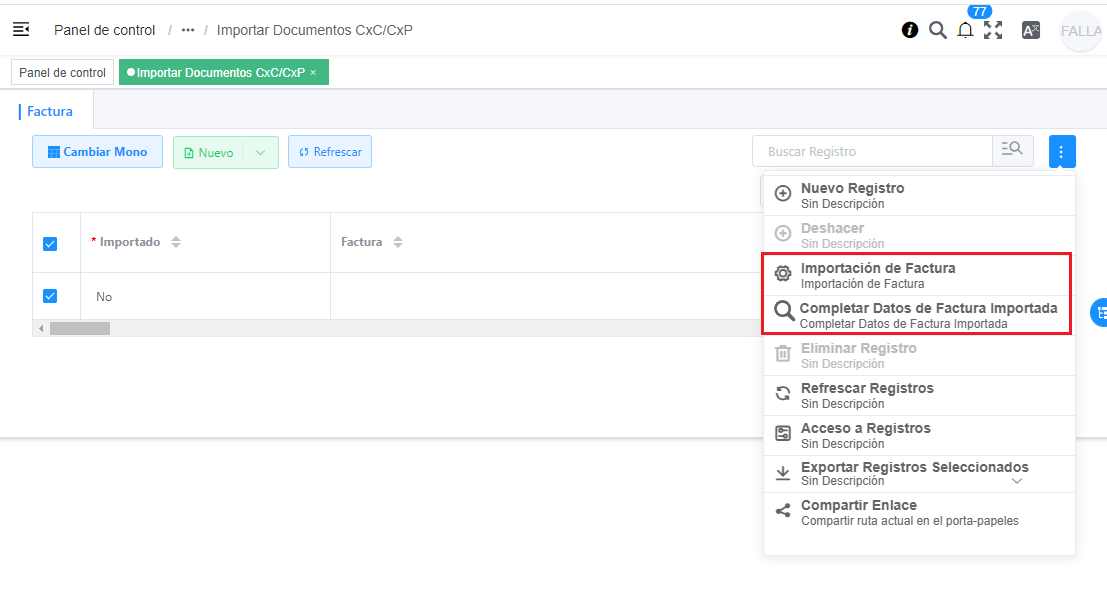 77
Panel de control / ••• / Importar Documentos CxC/CxP
FALLA
Panel de control
Importar Documentos CxC/CxP ×
Factura
Cambiar Mono
Nuevo
Refrescar
Buscar Registro
* Importado
Factura
No
Nuevo Registro
Sin Descripción
Deshacer
Sin Descripción
Importación de Factura
Importación de Factura
Completar Datos de Factura Importada
Completar Datos de Factura Importada
Eliminar Registro
Sin Descripción
Refrescar Registros
Sin Descripción
Acceso a Registros
Sin Descripción
Exportar Registros Seleccionados
Sin Descripción
Compartir Enlace
Compartir ruta actual en el porta-papeles